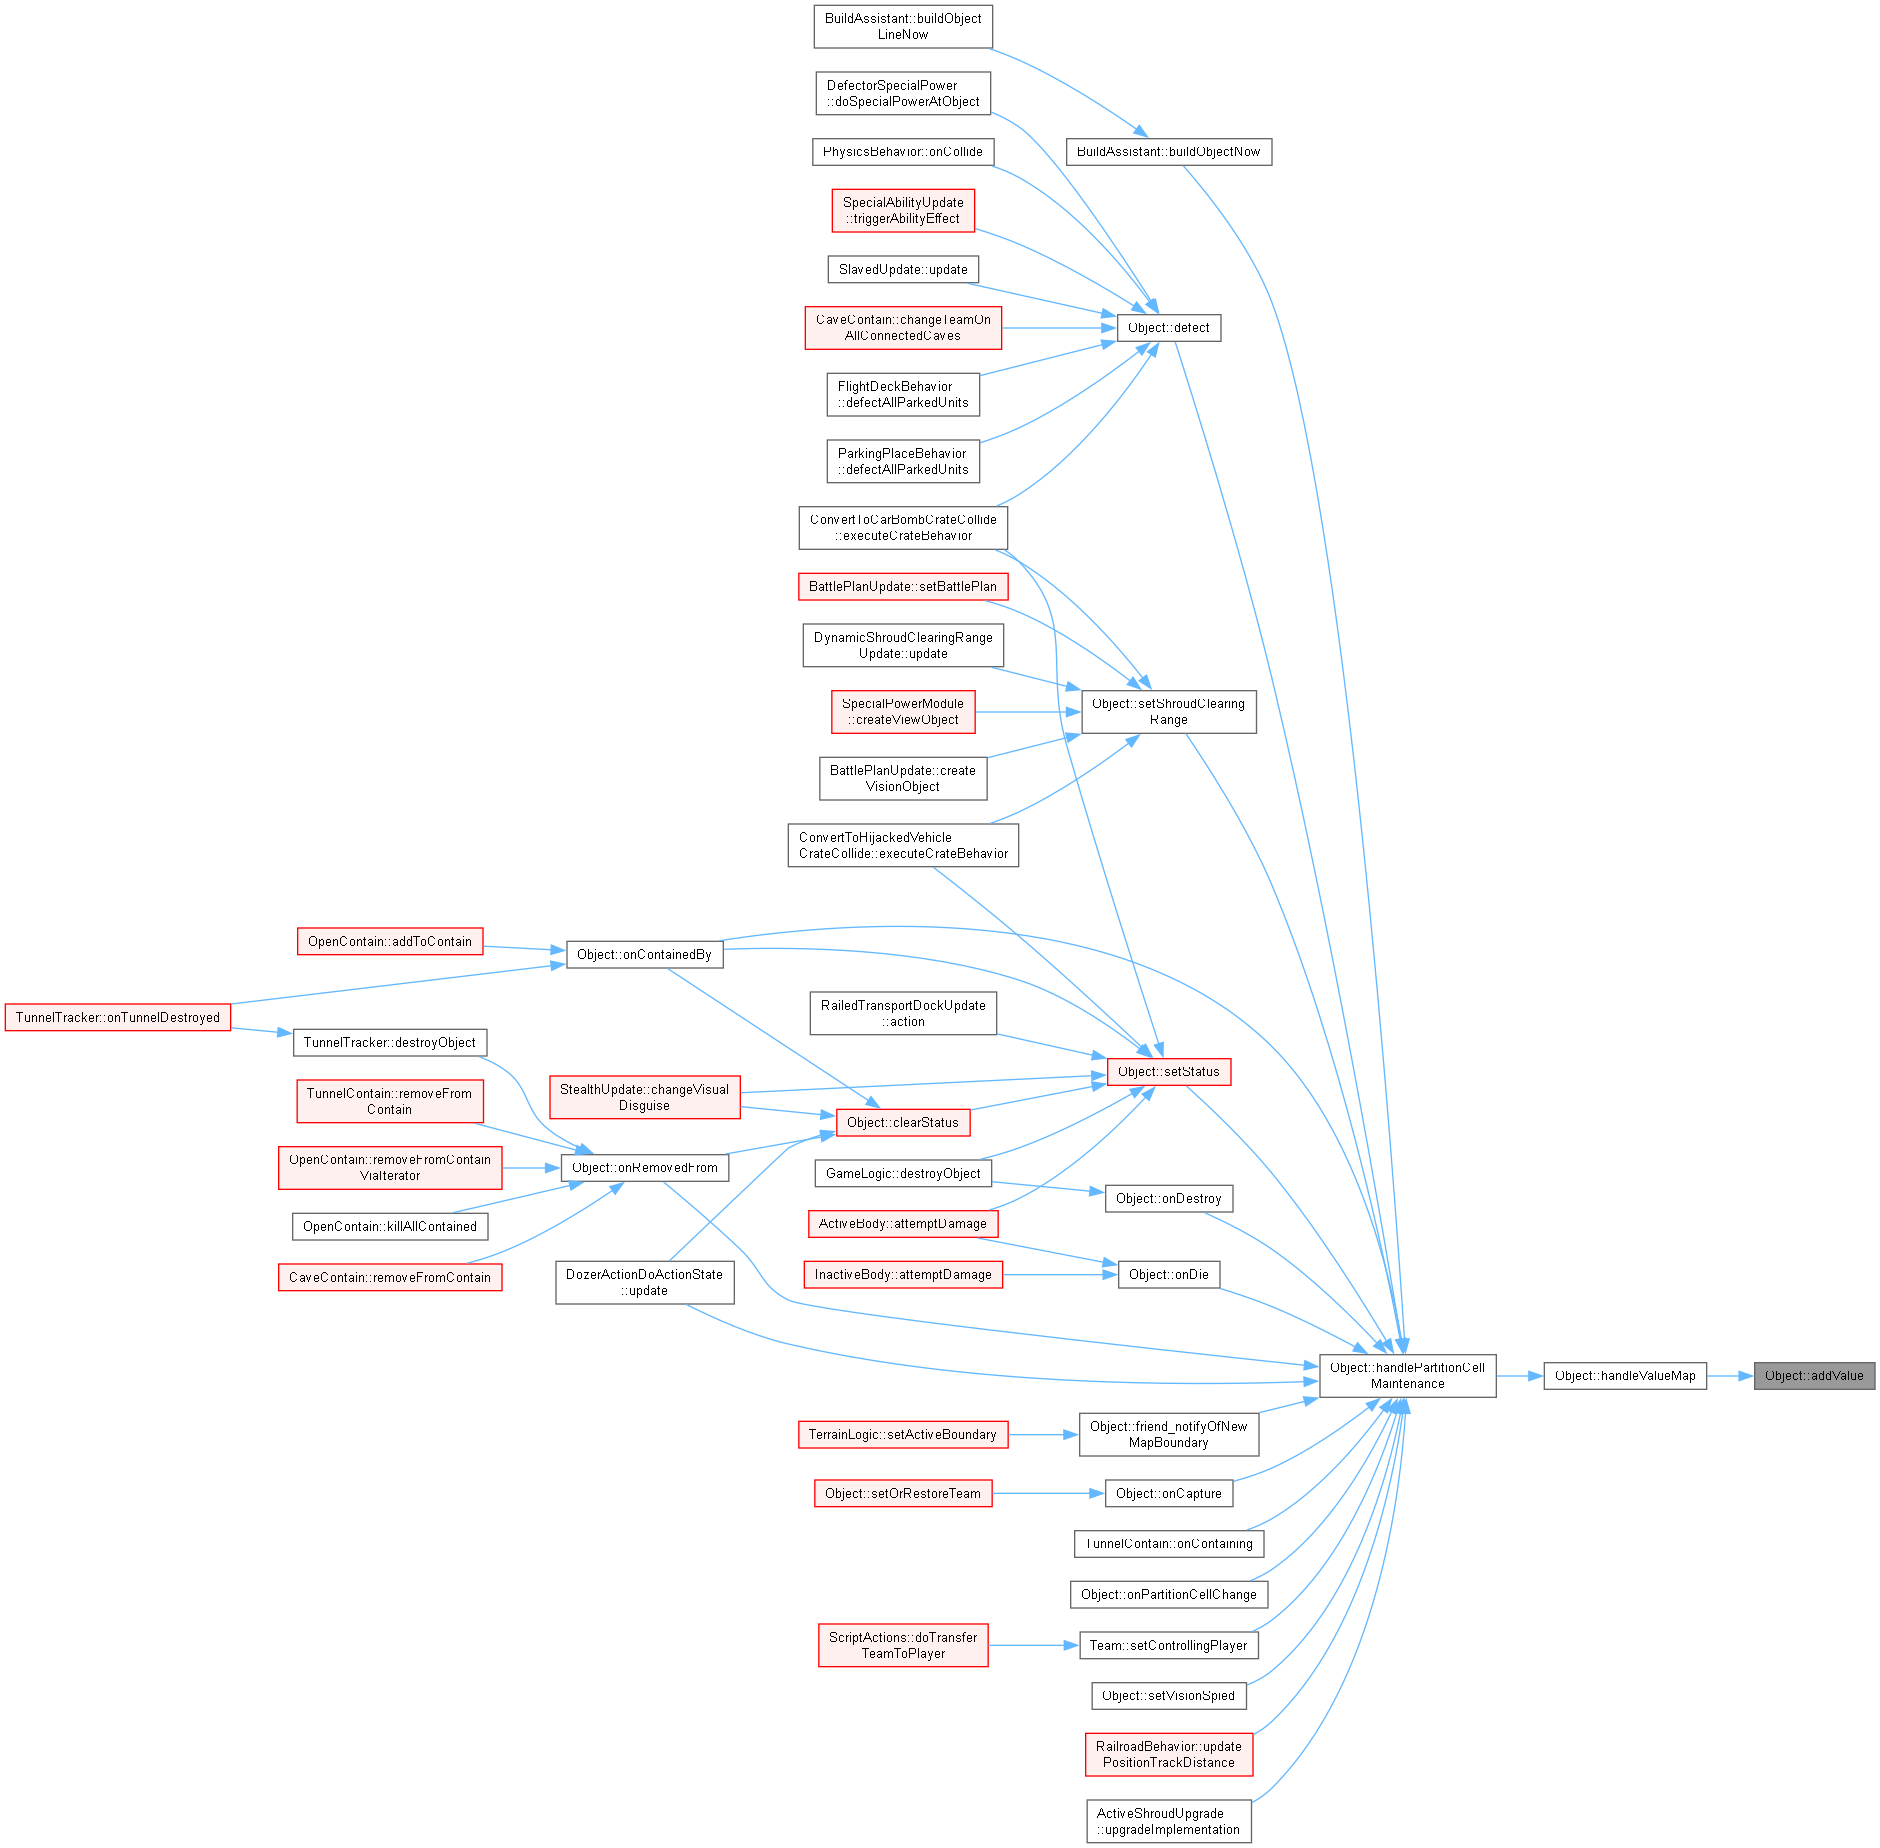 BuildAssistant::buildObject
LineNow
DefectorSpecialPower
::doSpecialPowerAtObject
PhysicsBehavior::onCollide
BuildAssistant::buildObjectNow
SpecialAbilityUpdate
::triggerAbilityEffect
SlavedUpdate::update
CaveContain::changeTeamOn
AllConnectedCaves
Object::defect
FlightDeckBehavior
::defectAllParkedUnits
ParkingPlaceBehavior
::defectAllParkedUnits
ConvertToCarBombCrateCollide
::executeCrateBehavior
BattlePlanUpdate::setBattlePlan
DynamicShroudClearingRange
Update::update
SpecialPowerModule
::createViewObject
Object::setShroudClearing
Range
BattlePlanUpdate::create
VisionObject
ConvertToHijackedVehicle
CrateCollide::executeCrateBehavior
OpenContain::addToContain
Object::onContainedBy
TunnelTracker::onTunnelDestroyed
RailedTransportDockUpdate
::action
TunnelTracker::destroyObject
Object::setStatus
StealthUpdate::changeVisual
Disguise
TunnelContain::removeFrom
Contain
Object::clearStatus
OpenContain::removeFromContain
ViaIterator
Object::onRemovedFrom
GameLogic::destroyObject
Object::onDestroy
OpenContain::killAllContained
ActiveBody::attemptDamage
CaveContain::removeFromContain
DozerActionDoActionState
::update
InactiveBody::attemptDamage
Object::onDie
Object::handlePartitionCell
Maintenance
Object::handleValueMap
Object::addValue
TerrainLogic::setActiveBoundary
Object::friend_notifyOfNew
MapBoundary
Object::setOrRestoreTeam
Object::onCapture
TunnelContain::onContaining
Object::onPartitionCellChange
ScriptActions::doTransfer
TeamToPlayer
Team::setControllingPlayer
Object::setVisionSpied
RailroadBehavior::update
PositionTrackDistance
ActiveShroudUpgrade
::upgradeImplementation